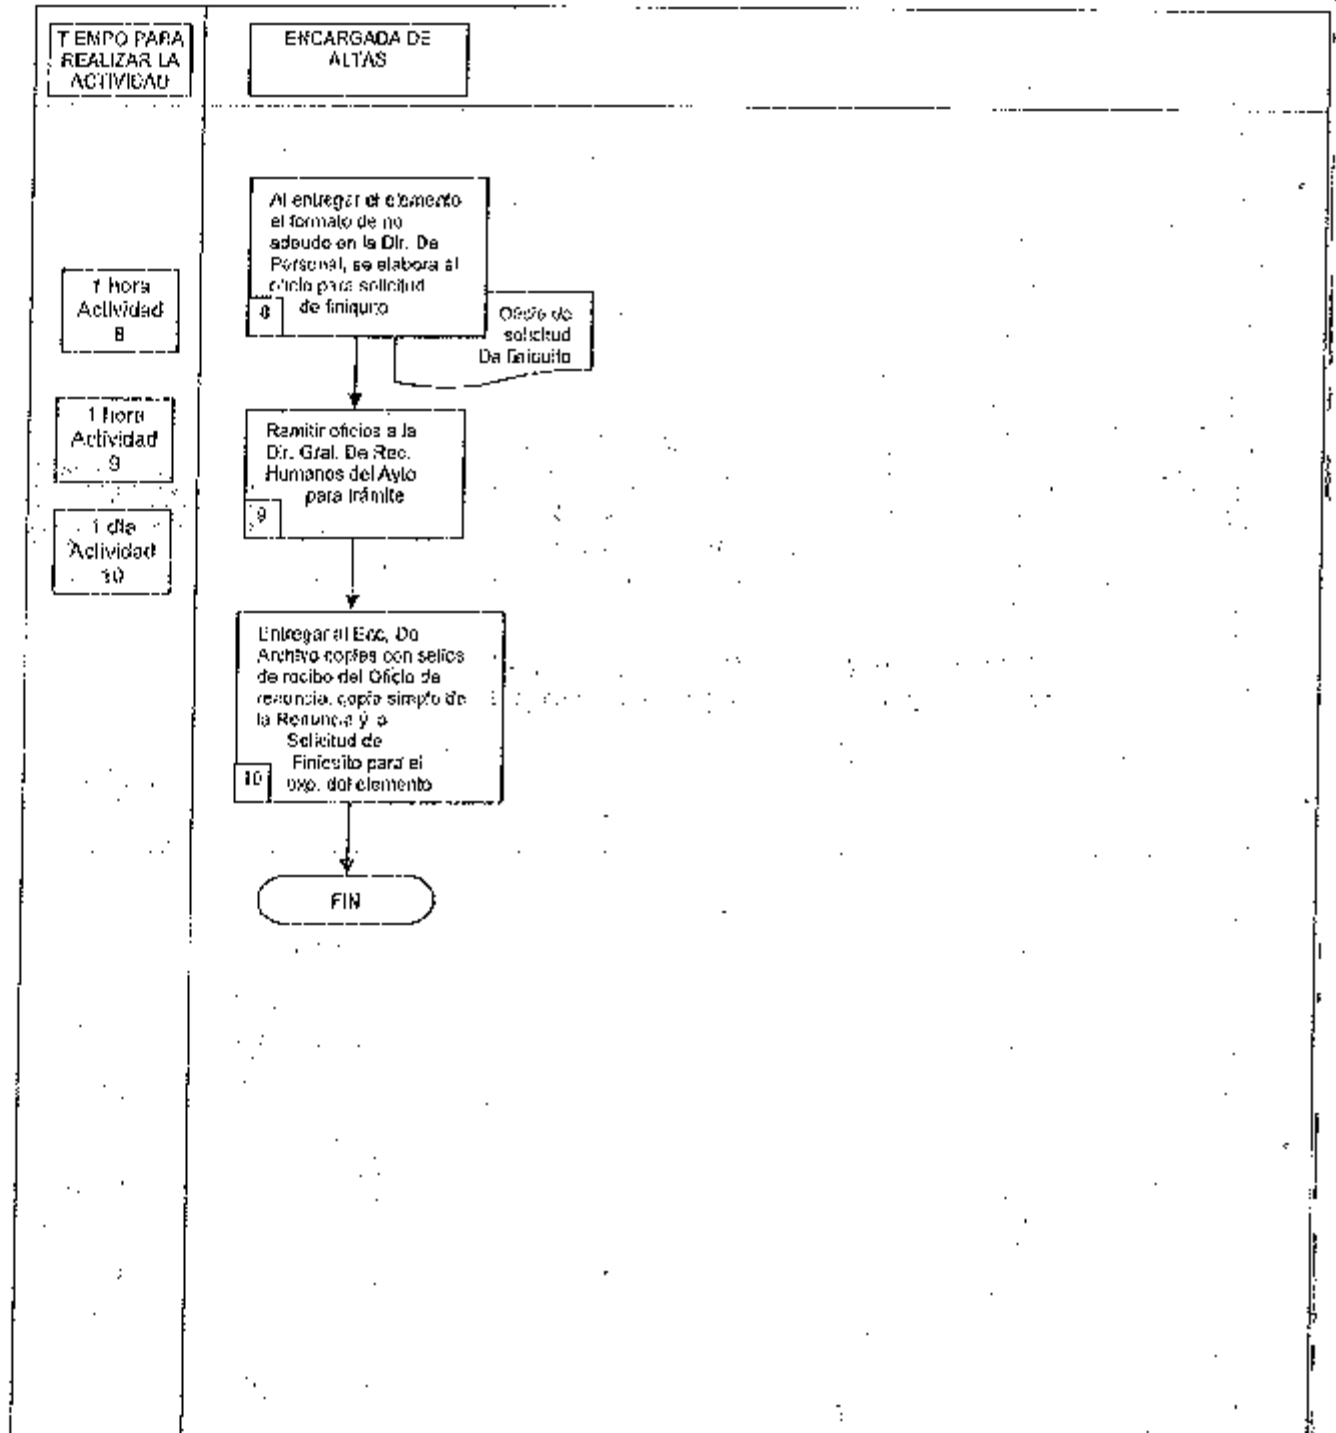 TIEMPO PARA
REALIZAR LA
ACTIVIDAD
ENCARGADA DE
ALTAS
Al entregar el elemento
el formato de no
adeudo en la Dir. De
Personal, se elabora el
oficio para solicitud
8 de finiquito
Oficio de
solicitud
De finiquito
1 hora
Actividad
8
1 hora
Actividad
9
Remitir oficios a la
Dir. Gral. De Rec.
Humanos del Ayto
para trámite
9
1 día
Actividad
10
Entregar al Enc. De
Archivo copias con sellos
de recibo del Oficio de
renuncia, copia simple de
la Renuncia y
Solicitud de
Finiquito para el
10 exp. del elemento
FIN